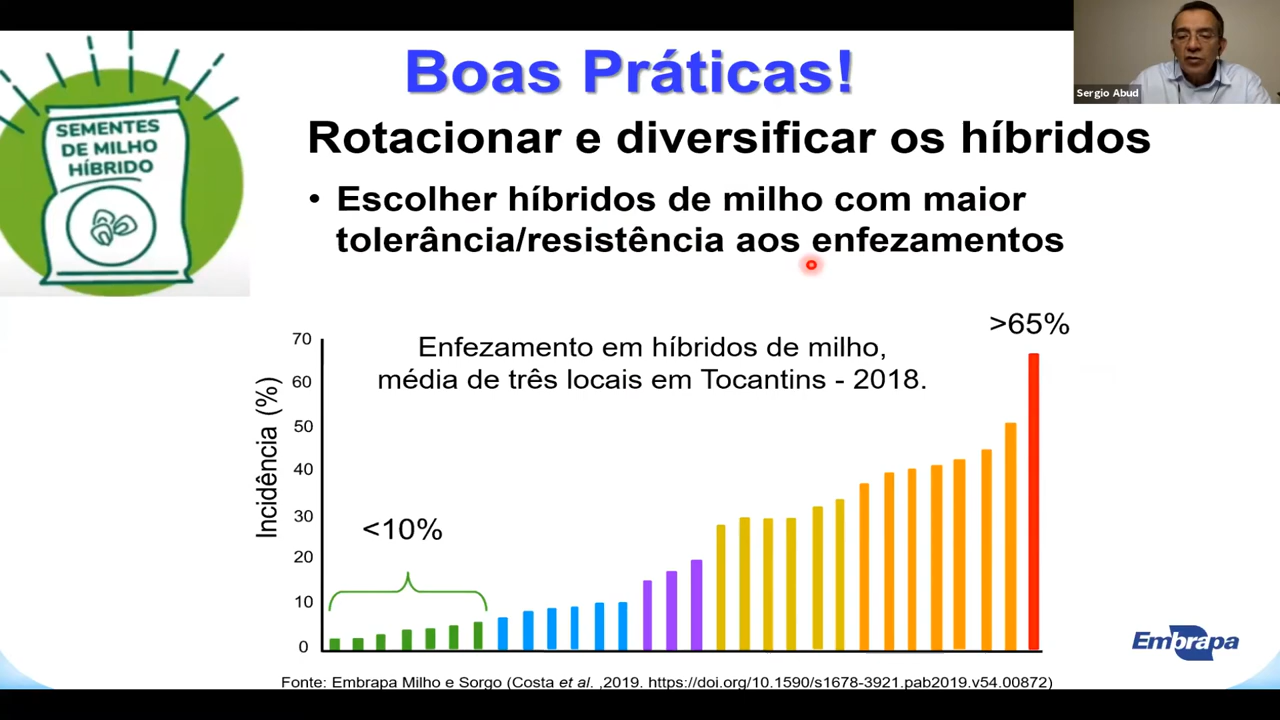 Boas Práticas!
Sergio Abud
SEMENTES
DE MILHO
HÍBRIDO
Rotacionar e diversificar os híbridos
• Escolher híbridos de milho com maior
tolerância/resistência aos enfezamentos
>65%
Enfezamento em híbridos de milho,
média de três locais em Tocantins - 2018.
Incidência (%)
70
60
50
40
30
20
10
0
<10%
Embrapa
Fonte: Embrapa Milho e Sorgo (Costa et al. ,2019. https://doi.org/10.1590/s1678-3921.pab2019.v54.00872)